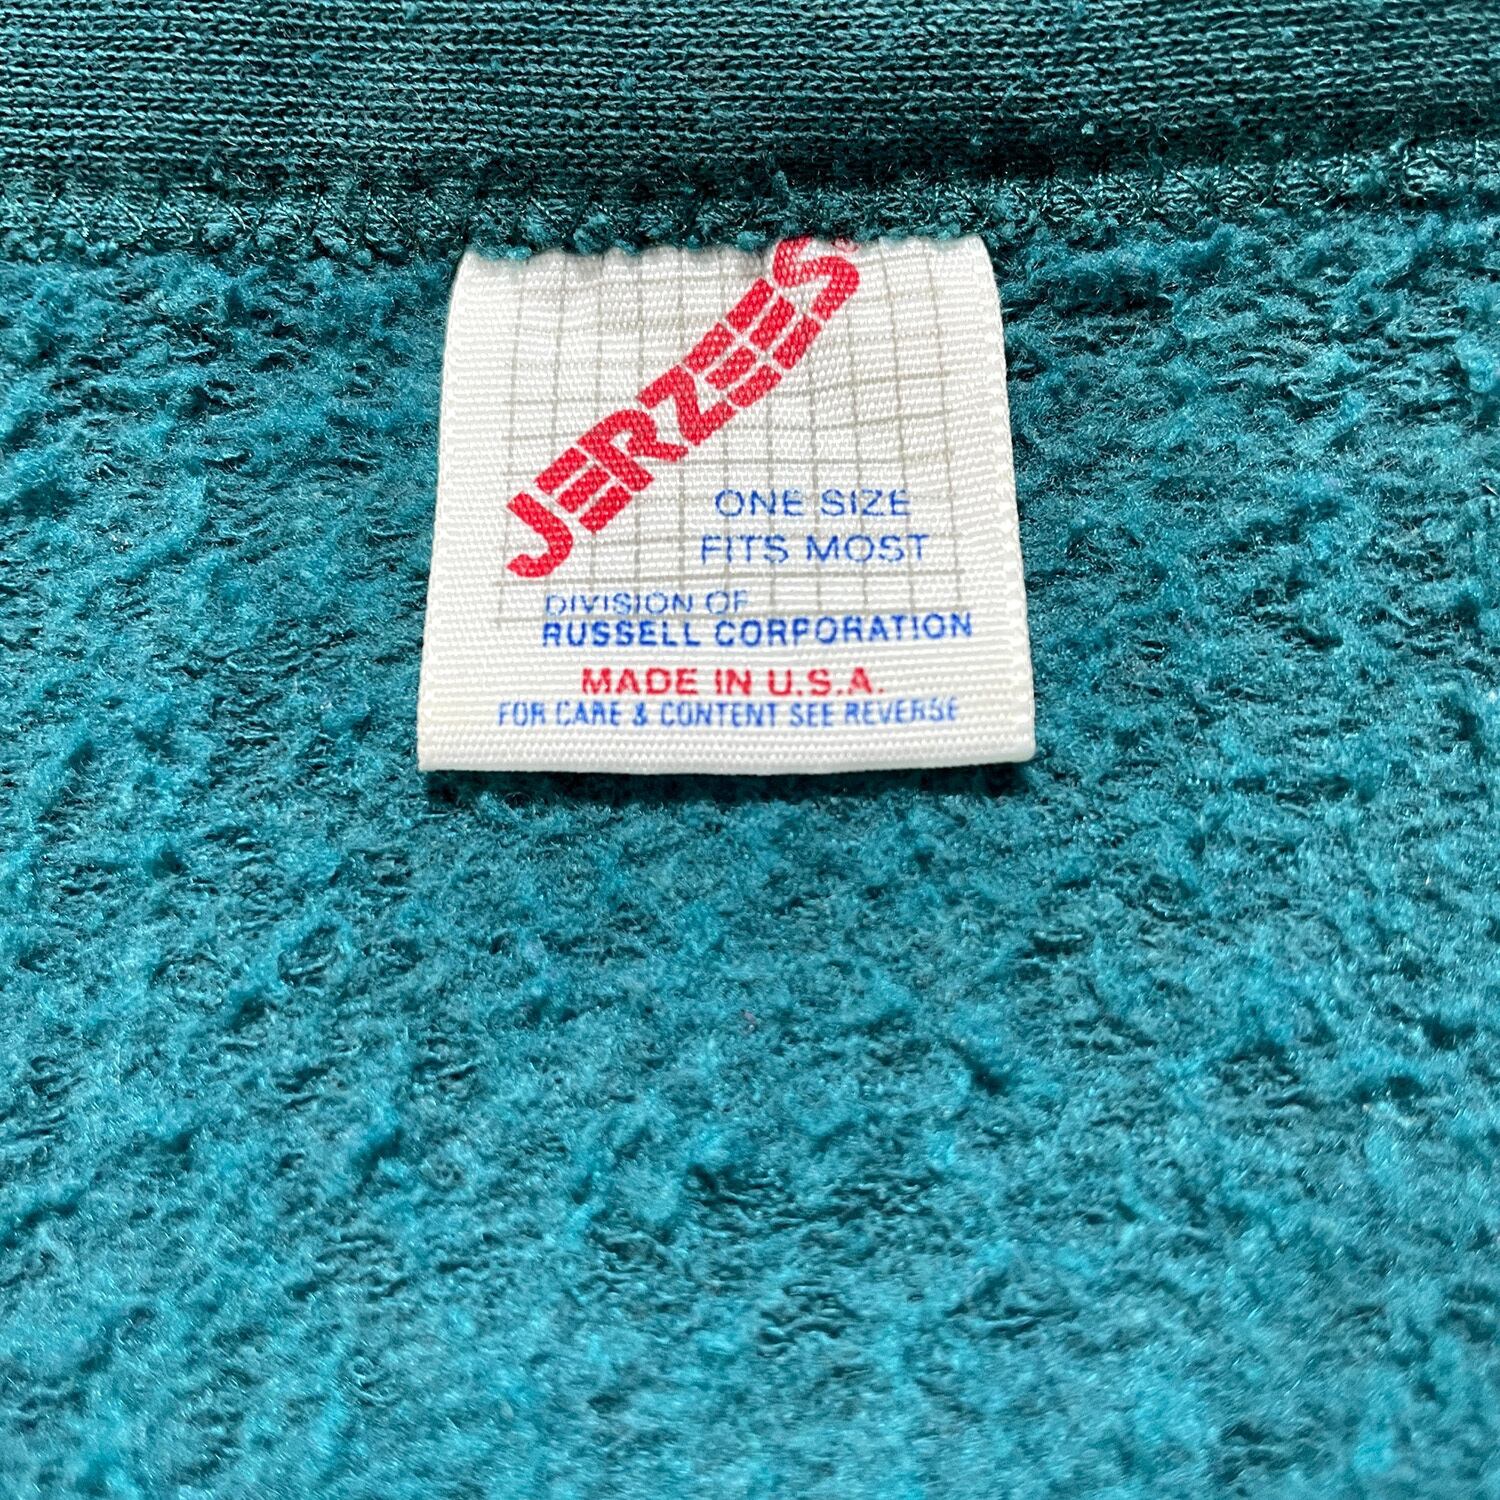 JERZEES
ONE SIZE
FITS MOST
DIVISION OF
RUSSELL CORPORATION
MADE IN U.S.A.
FOR CARE & CONTENT SEE REVERSE